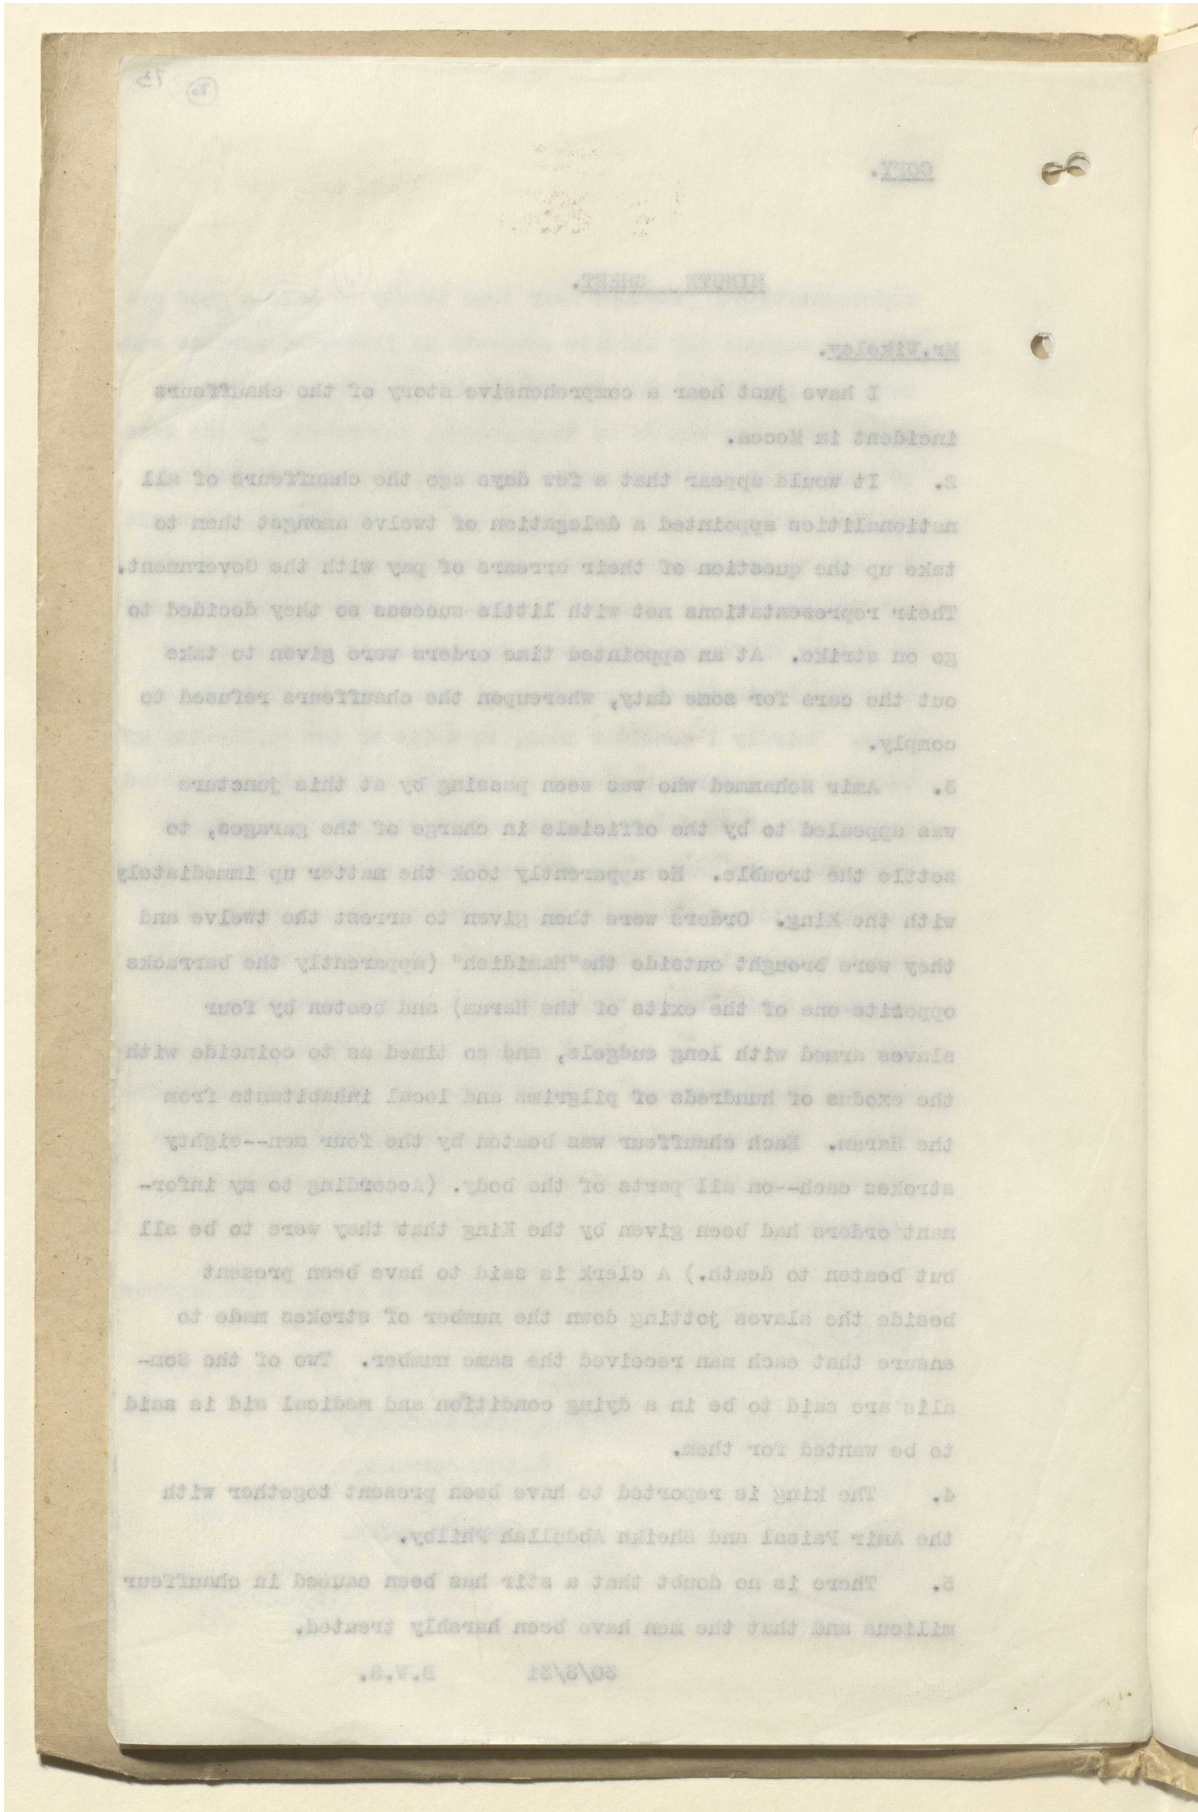 73
COPY.
MINUTE SHEET.
Mr. Wikeley.
I have just hear a comprehensive story of the chauffeurs
incident in Mecca.
2. It would appear that a few days ago the chauffeurs of all
nationalities appointed a delegation of twelve amongst them to
take up the question of their arrears of pay with the Government.
Their representations met with little success so they decided to
go on strike. At an appointed time orders were given to take
out the cars for some duty, whereupon the chauffeurs refused to
comply.
3. Amir Mohammed who was seen passing by at this juncture
was appealed to by the officials in charge of the garages, to
settle the trouble. He apparently took the matter up immediately
with the King. Orders were then given to arrest the twelve and
they were brought outside the "Hamidieh" (apparently the barracks
opposite one of the exits of the Haram) and beaten by four
slaves armed with long cudgels, and so timed as to coincide with
the exodus of hundreds of pilgrims and local inhabitants from
the Haram. Each chauffeur was beaten by the four men--eighty
strokes each--on all parts of the body. (According to my infor-
mant orders had been given by the King that they were to be all
but beaten to death.) A clerk is said to have been present
beside the slaves jotting down the number of strokes made to
ensure that each man received the same number. Two of the Som-
alis are said to be in a dying condition and medical aid is said
to be wanted for them.
4. The king is reported to have been present together with
the Amir Faisal and Sheikh Abdullah Philby.
5. There is no doubt that a stir has been caused in chauffeur
milious and that the men have been harshly treated.
30/3/31